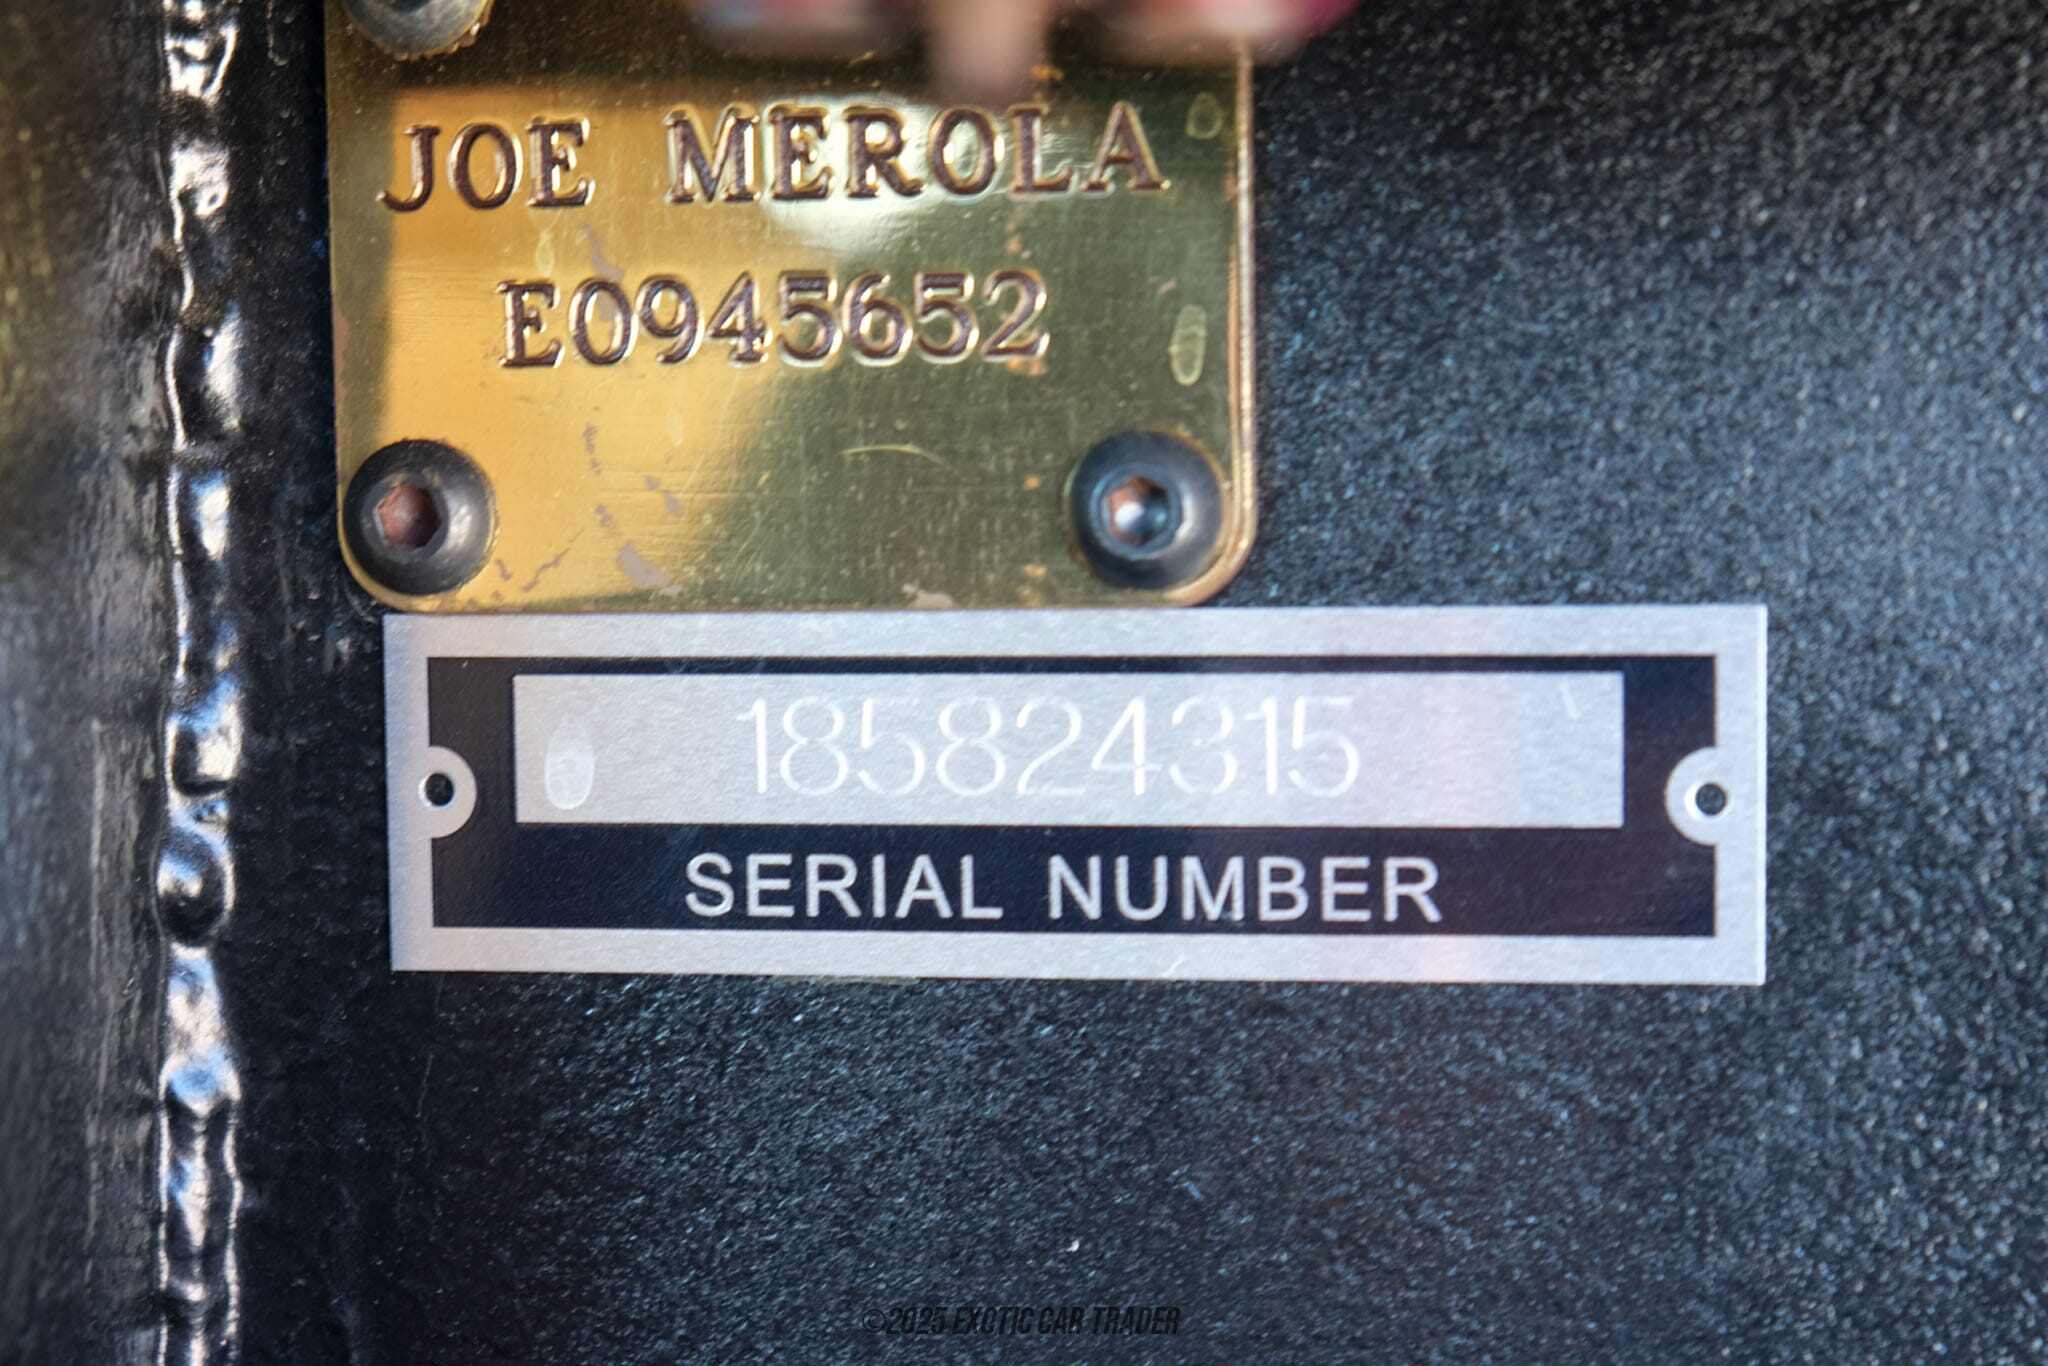 JOE MEROLA
E0945652
185824315
SERIAL NUMBER
©2025 EXOTIC CAR TRADER